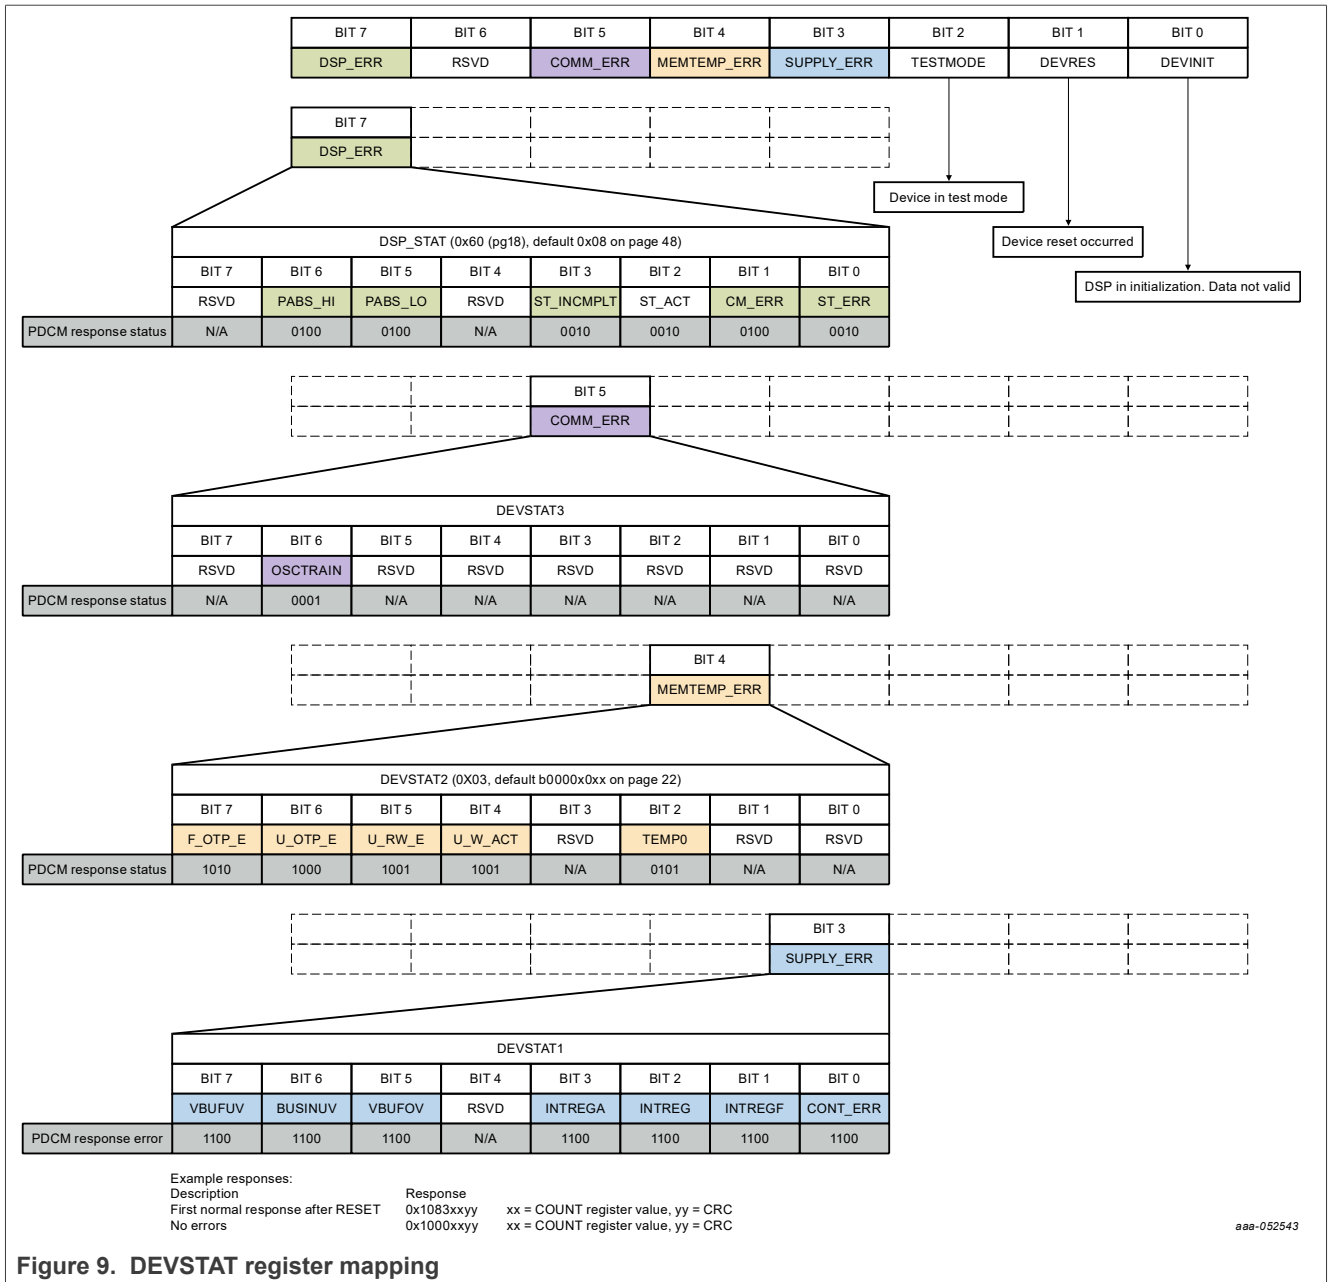 BIT 7 BIT 6 BIT 5 BIT 4 BIT 3 BIT 2 BIT 1 BIT 0
DSP_ERR RSVD COMM_ERR MEMTEMP_ERR SUPPLY_ERR TESTMODE DEVRES DEVINIT
BIT 7
DSP_ERR
Device in test mode
Device reset occurred
DSP in initialization. Data not valid
DSP_STAT (0x60 (pg18), default 0x08 on page 48)
BIT 7 BIT 6 BIT 5 BIT 4 BIT 3 BIT 2 BIT 1 BIT 0
RSVD PABS_HI PABS_LO RSVD ST_INCMPLT ST_ACT CM_ERR ST_ERR
PDCM response status N/A 0100 0100 N/A 0010 0010 0100 0010
BIT 5
COMM_ERR
DEVSTAT3
BIT 7 BIT 6 BIT 5 BIT 4 BIT 3 BIT 2 BIT 1 BIT 0
RSVD OSCTRAIN RSVD RSVD RSVD RSVD RSVD RSVD
PDCM response status N/A 0001 N/A N/A N/A N/A N/A N/A
BIT 4
MEMTEMP_ERR
DEVSTAT2 (0X03, default b0000x0xx on page 22)
BIT 7 BIT 6 BIT 5 BIT 4 BIT 3 BIT 2 BIT 1 BIT 0
F_OTP_E U_OTP_E U_RW_E U_W_ACT RSVD TEMP0 RSVD RSVD
PDCM response status 1010 1000 1001 1001 N/A 0101 N/A N/A
BIT 3
SUPPLY_ERR
DEVSTAT1
BIT 7 BIT 6 BIT 5 BIT 4 BIT 3 BIT 2 BIT 1 BIT 0
VBUFUV BUSINUV VBUFOV RSVD INTREGA INTREG INTREGF CONT_ERR
PDCM response error 1100 1100 1100 N/A 1100 1100 1100 1100
Example responses:
Description Response
First normal response after RESET 0x1083xxyy xx = COUNT register value, yy = CRC
No errors 0x1000xxyy xx = COUNT register value, yy = CRC
aaa-052543
Figure 9. DEVSTAT register mapping